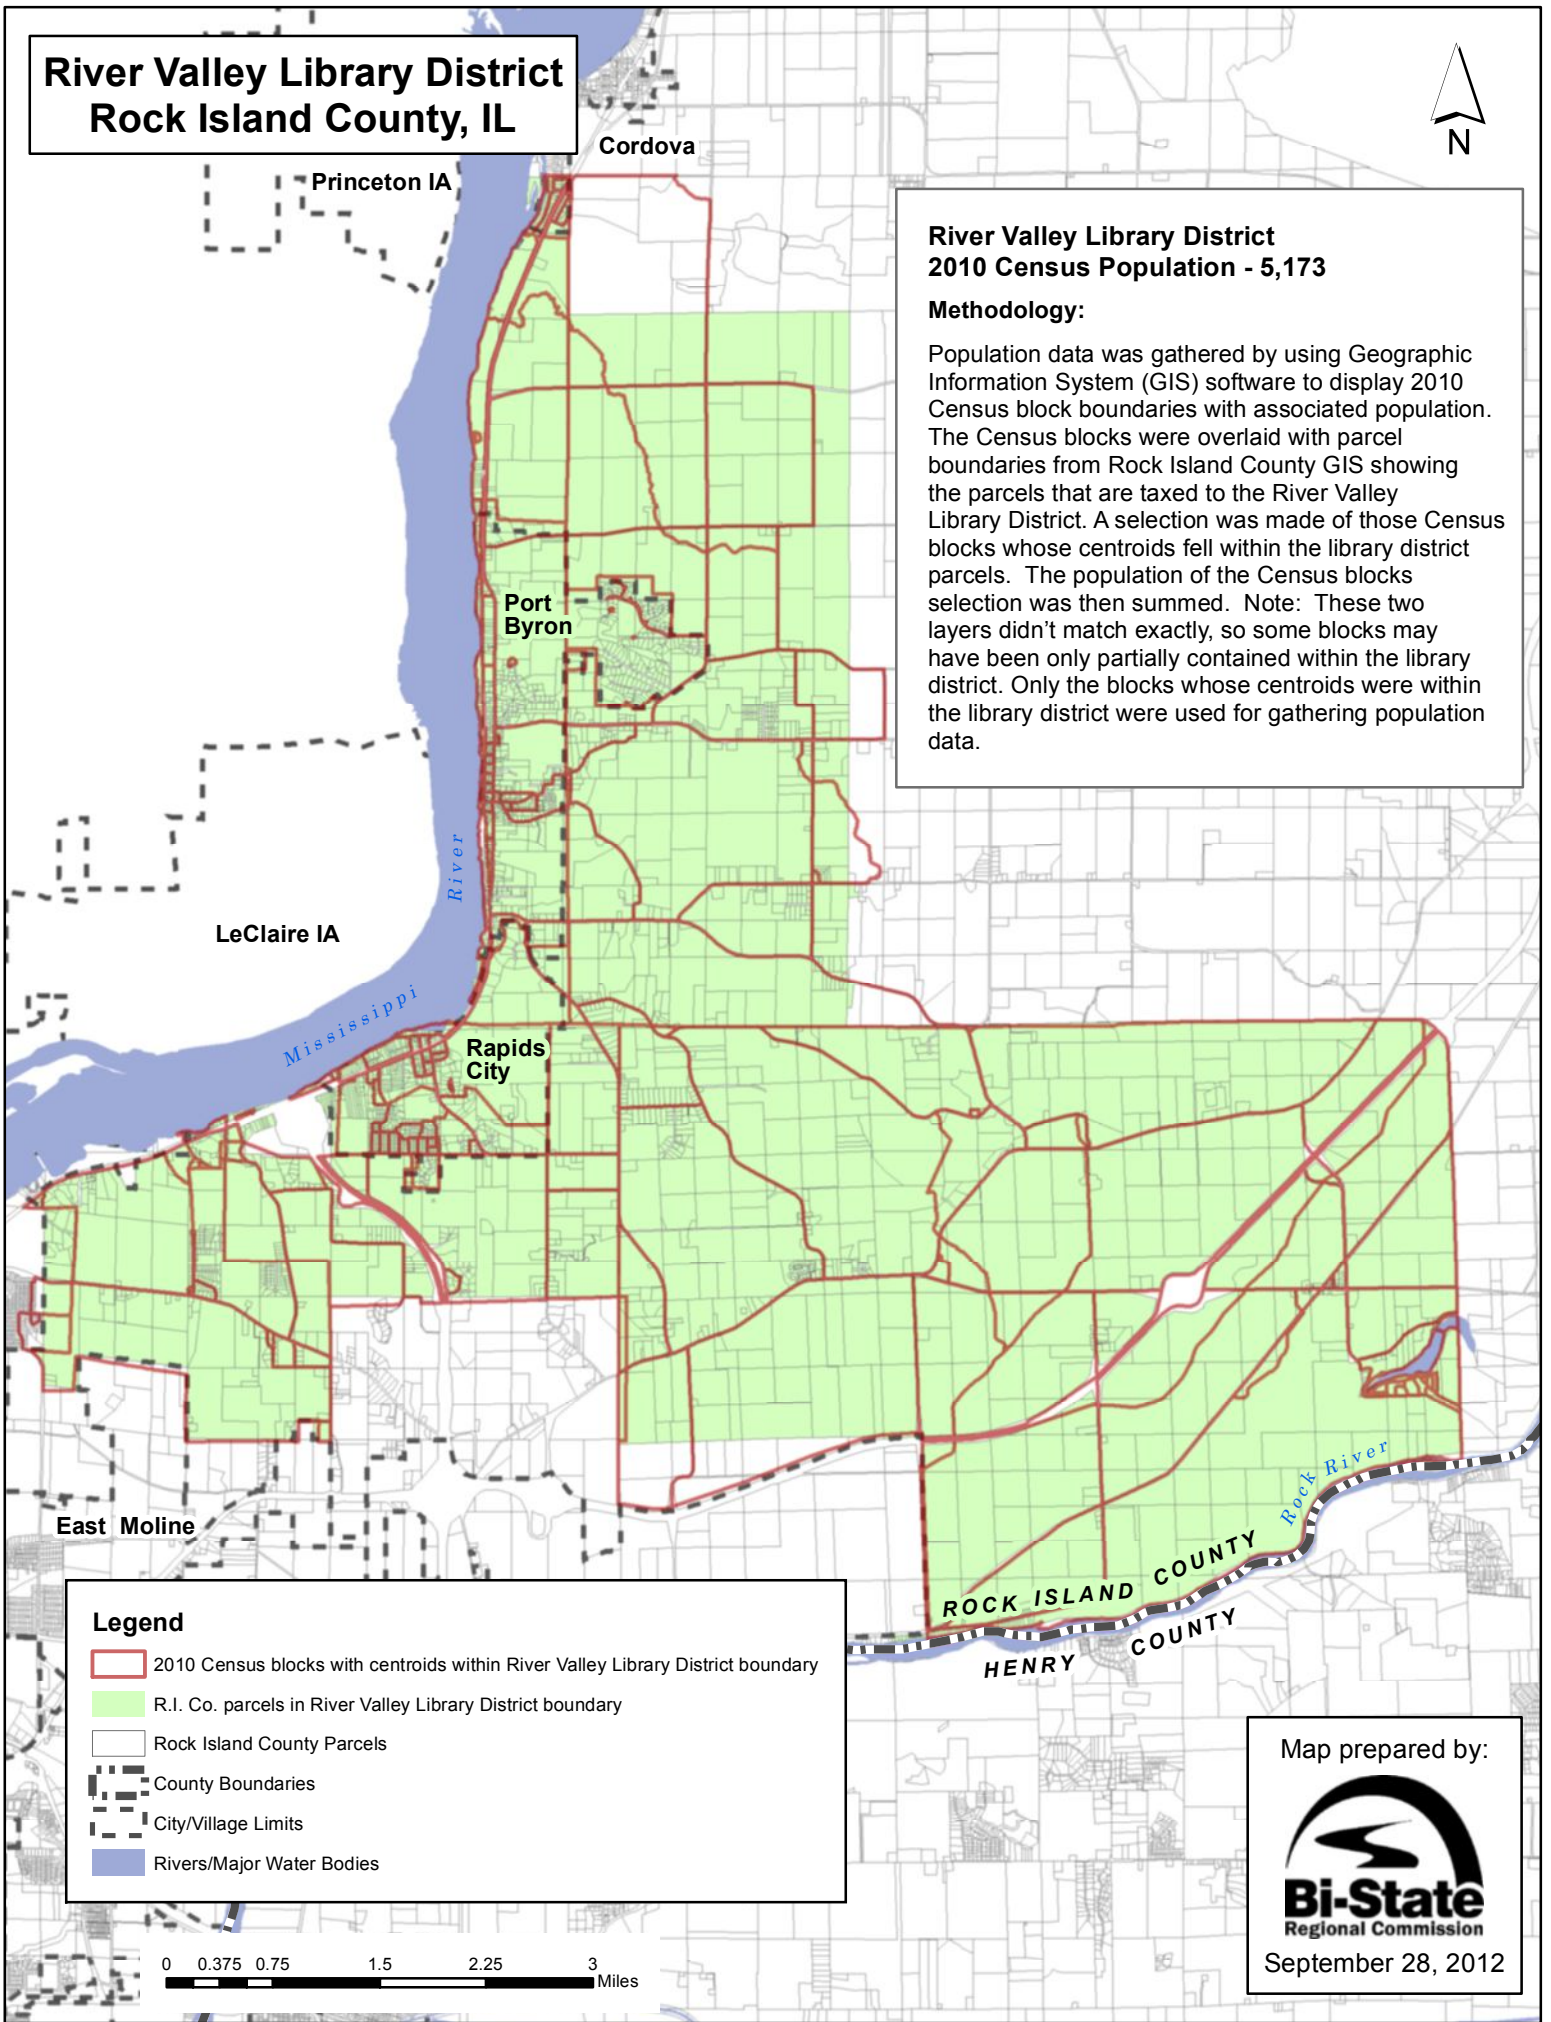 River Valley Library District
Rock Island County, IL
Cordova
Princeton IA
N
River Valley Library District
2010 Census Population - 5,173
Methodology:
Population data was gathered by using Geographic
Information System (GIS) software to display 2010
Census block boundaries with associated population.
The Census blocks were overlaid with parcel
boundaries from Rock Island County GIS showing
the parcels that are taxed to the River Valley
Library District. A selection was made of those Census
blocks whose centroids fell within the library district
parcels.  The population of the Census blocks
selection was then summed.  Note:  These two
layers didn't match exactly, so some blocks may
have been only partially contained within the library
district. Only the blocks whose centroids were within
the library district were used for gathering population
data.
Port
Byron
River
LeClaire IA
Mississippi
Rapids
City
Rock River
East Moline
ROCK ISLAND COUNTY
HENRY COUNTY
Legend
2010 Census blocks with centroids within River Valley Library District boundary
R.I. Co. parcels in River Valley Library District boundary
Rock Island County Parcels
County Boundaries
City/Village Limits
Rivers/Major Water Bodies
0 0.375 0.75 1.5 2.25 3
Miles
Map prepared by:
Bi-State
Regional Commission
September 28, 2012